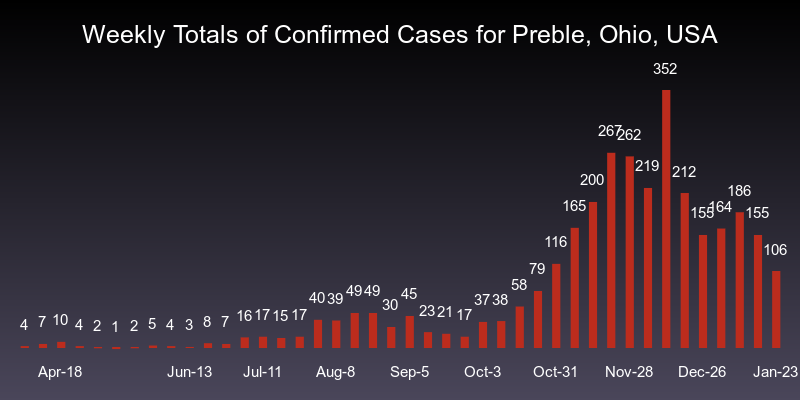 Weekly Totals of Confirmed Cases for Preble, Ohio, USA
4 7 10 4 2 1 2 5 4 3 8 7 16 17 15 17 40 39 49 49 30 45 23 21 17 37 38 58 79 116 165 200 267 262 219 352 212 155 164 186 155 106
Apr-18 Jun-13 Jul-11 Aug-8 Sep-5 Oct-3 Oct-31 Nov-28 Dec-26 Jan-23